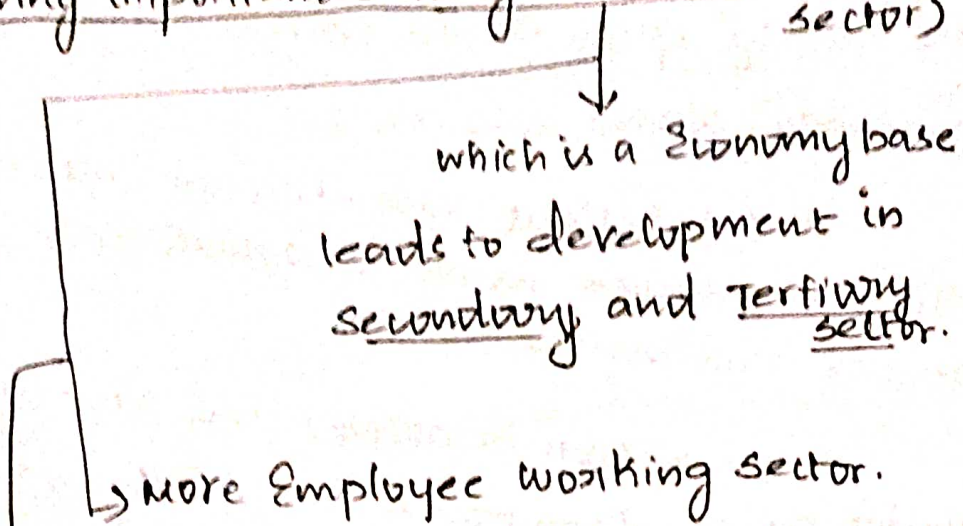 sector)
which is a Economy base
leads to development in
secondary and Tertiary
sector.
More Employee working sector.